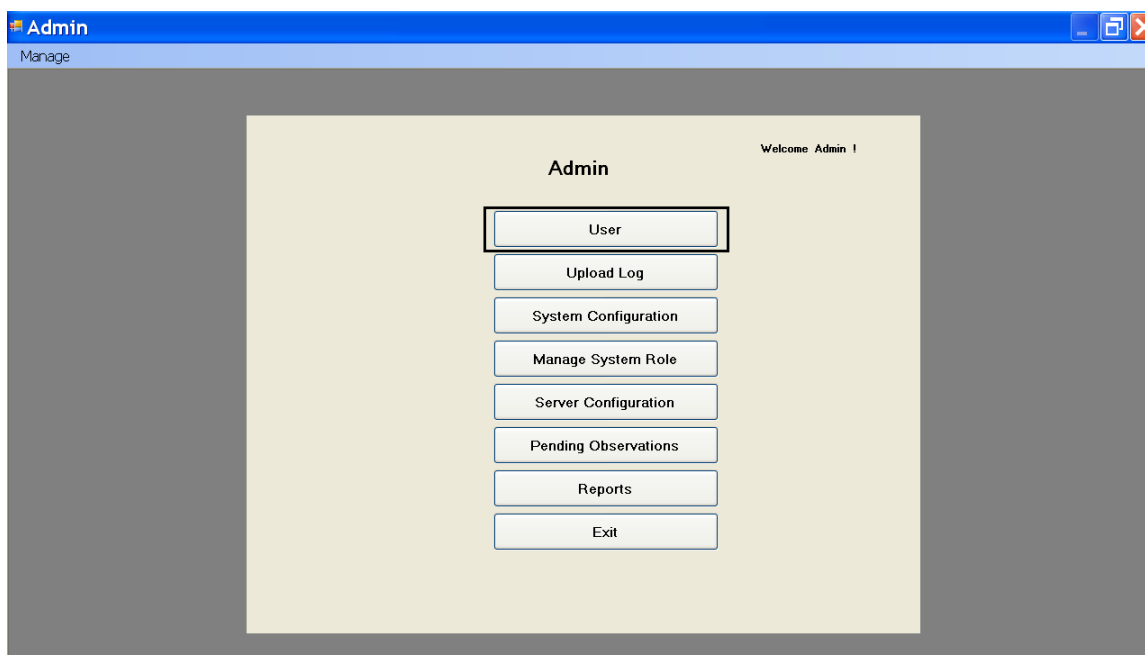 Admin
Manage
Welcome Admin !
Admin
User
Upload Log
System Configuration
Manage System Role
Server Configuration
Pending Observations
Reports
Exit